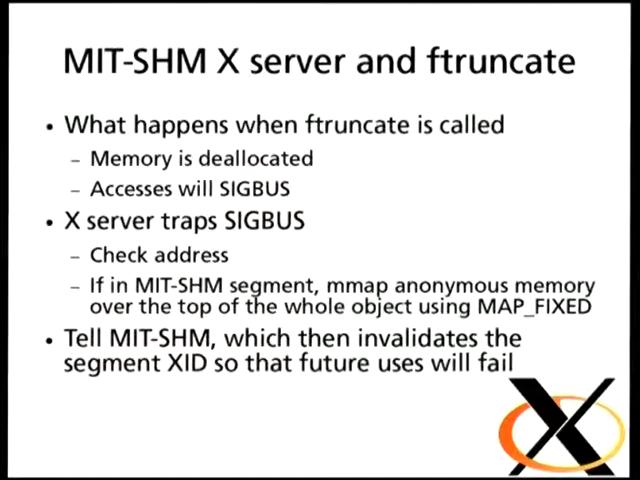 MIT-SHM X server and ftruncate
• What happens when ftruncate is called
– Memory is deallocated
– Accesses will SIGBUS
• X server traps SIGBUS
– Check address
– If in MIT-SHM segment, mmap anonymous memory
over the top of the whole object using MAP_FIXED
• Tell MIT-SHM, which then invalidates the
segment XID so that future uses will fail